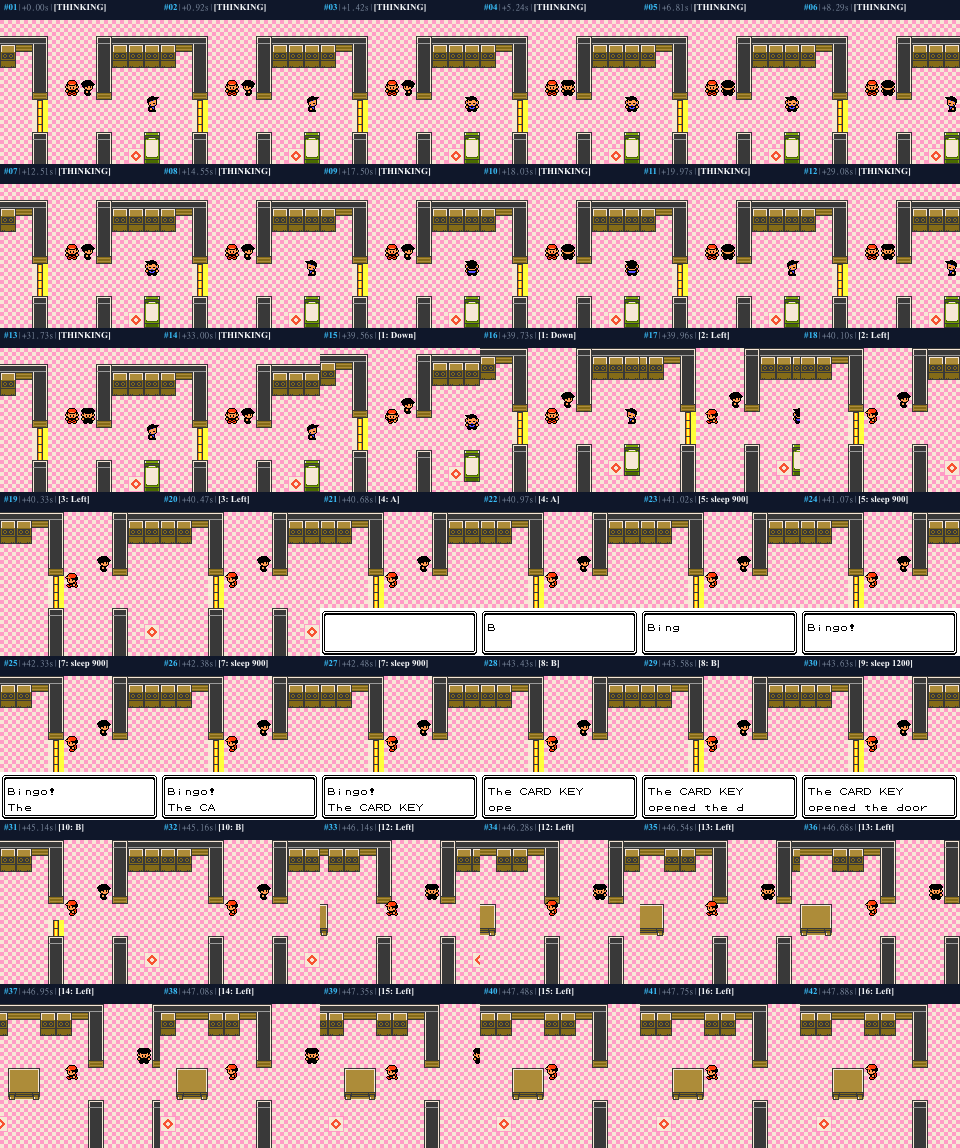 #01|+0.00s|[THINKING]
#02|+0.92s|[THINKING]
#03|+1.42s|[THINKING]
#04|+5.24s|[THINKING]
#05|+6.81s|[THINKING]
#06|+8.29s|[THINKING]
#07|+12.51s|[THINKING]
#08|+14.55s|[THINKING]
#09|+17.50s|[THINKING]
#10|+18.03s|[THINKING]
#11|+19.97s|[THINKING]
#12|+29.08s|[THINKING]
#13|+31.73s|[THINKING]
#14|+33.00s|[THINKING]
#15|+39.56s|[1: Down]
#16|+39.73s|[1: Down]
#17|+39.96s|[2: Left]
#18|+40.10s|[2: Left]
#19|+40.33s|[3: Left]
#20|+40.47s|[3: Left]
#21|+40.68s|[4: A]
#22|+40.97s|[4: A]
#23|+41.02s|[5: sleep 900]
#24|+41.07s|[5: sleep 900]
B
Bing
Bingo!
#25|+42.33s|[7: sleep 900]
#26|+42.38s|[7: sleep 900]
#27|+42.48s|[7: sleep 900]
#28|+43.43s|[8: B]
#29|+43.58s|[8: B]
#30|+43.63s|[9: sleep 1200]
Bingo!
The
Bingo!
The CA
Bingo!
The CARD KEY
The CARD KEY
ope
The CARD KEY
opened the d
The CARD KEY
opened the door
#31|+45.14s|[10: B]
#32|+45.16s|[10: B]
#33|+46.14s|[12: Left]
#34|+46.28s|[12: Left]
#35|+46.54s|[13: Left]
#36|+46.68s|[13: Left]
#37|+46.95s|[14: Left]
#38|+47.08s|[14: Left]
#39|+47.35s|[15: Left]
#40|+47.48s|[15: Left]
#41|+47.75s|[16: Left]
#42|+47.88s|[16: Left]